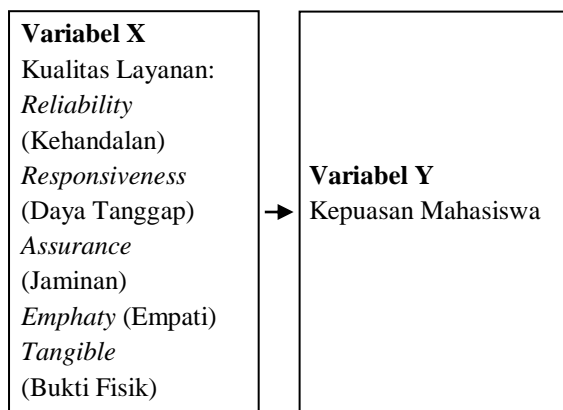 Variabel X
Kualitas Layanan:
Reliability
(Kehandalan)
Responsiveness
(Daya Tanggap)
Assurance
(Jaminan)
Emphaty (Empati)
Tangible
(Bukti Fisik)
Variabel Y
Kepuasan Mahasiswa